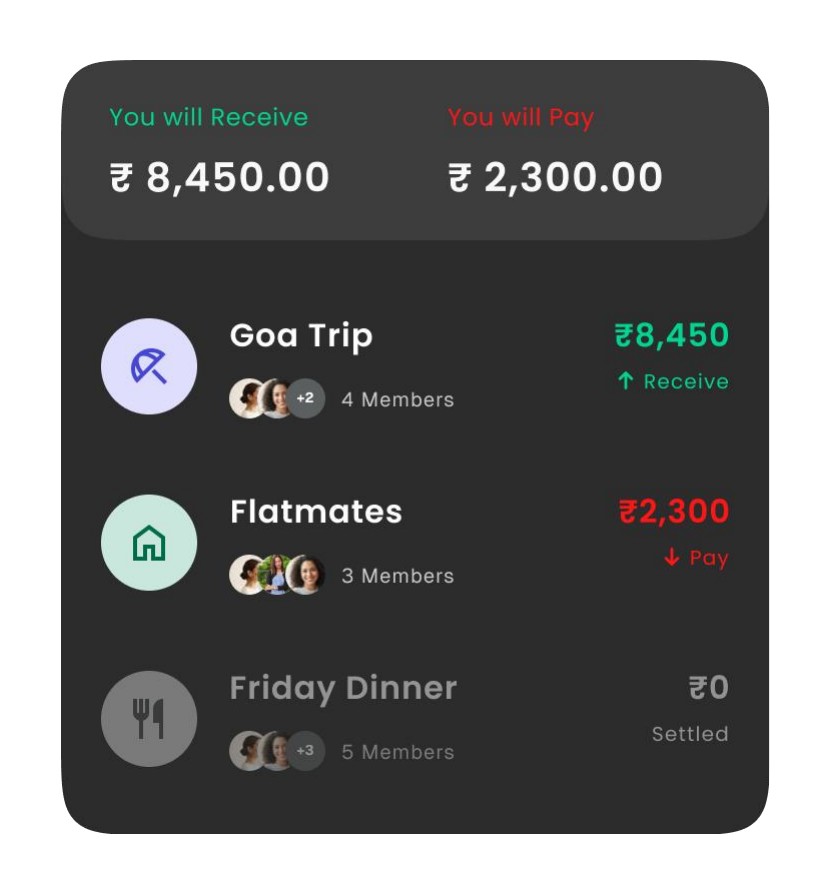 You will Receive
You will Pay
₹ 8,450.00
₹ 2,300.00
Goa Trip
₹8,450
+2
4 Members
↑ Receive
Flatmates
₹2,300
3 Members
↓ Pay
Friday Dinner
₹0
+3
5 Members
Settled